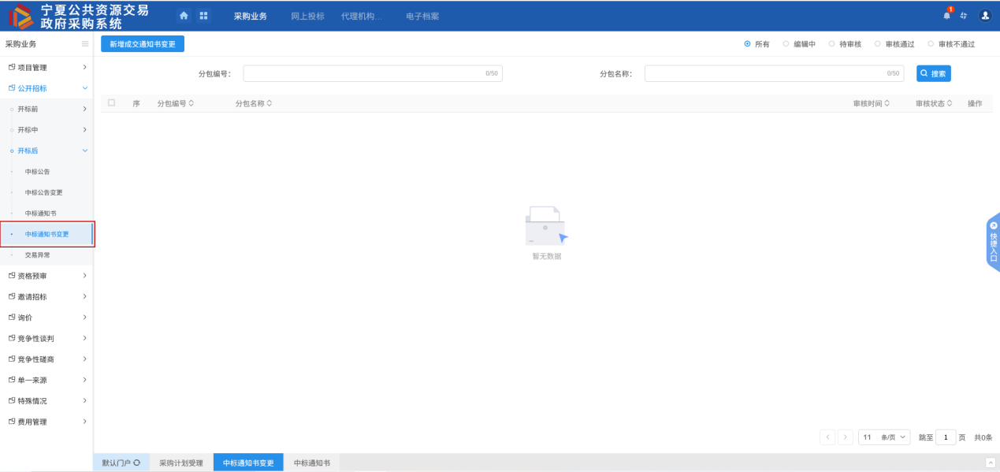 宁夏公共资源交易
政府采购系统
采购业务 网上投标 代理机构... 电子档案
1
采购业务
新增成交通知书变更
所有 编辑中 待审核 审核通过 审核不通过
项目管理
公开招标
开标前
开标中
开标后
中标公告
中标公告变更
中标通知书
中标通知书变更
交易异常
资格预审
邀请招标
询价
竞争性谈判
竞争性磋商
单一来源
特殊情况
费用管理
分包编号： 0/50 分包名称： 0/50 搜索
序 分包编号 分包名称 审核时间 审核状态 操作
暂无数据
快捷入口
11 条/页 跳至 1 页 共0条
默认门户 采购计划受理 中标通知书变更 中标通知书